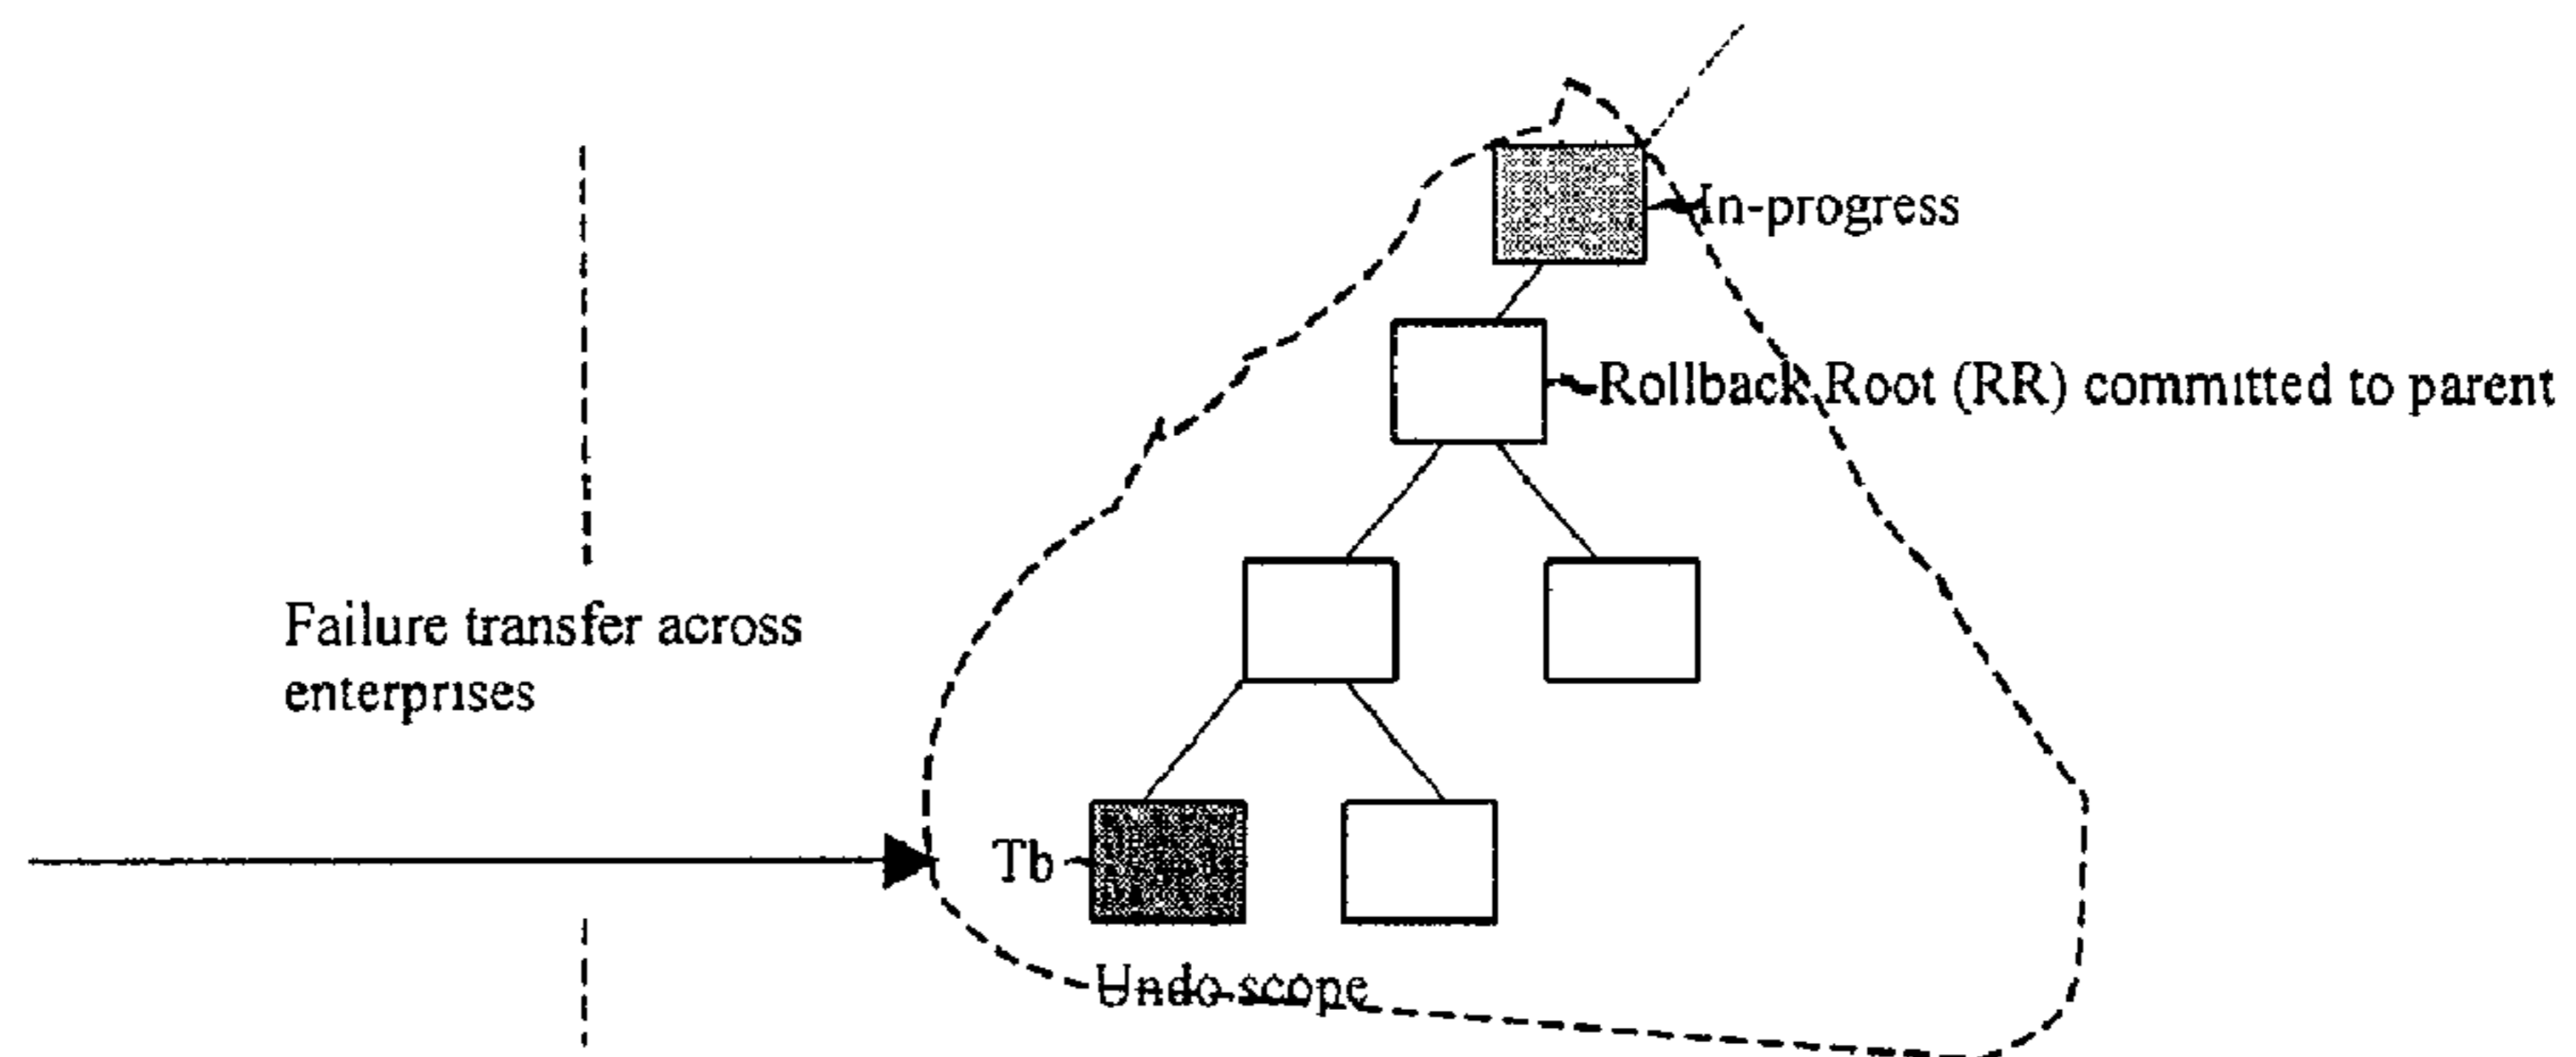 In-progress
Rollback Root (RR) committed to parent
Failure transfer across
enterprises
Tb
Undo scope